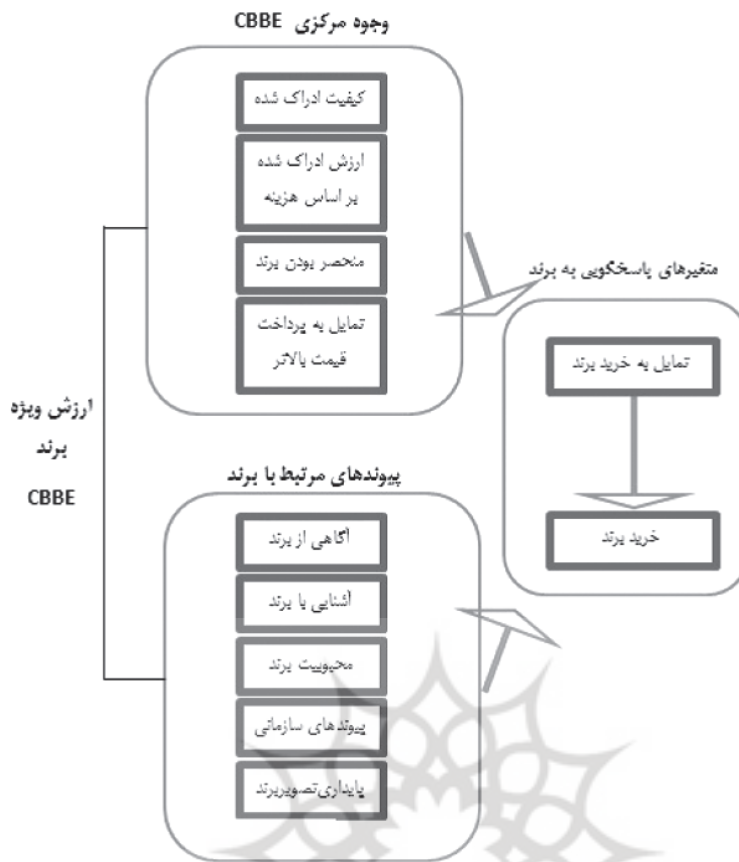 وجوه مرکزی CBBE
کیفیت ادراک شده
ارزش ادراک شده
بر اساس هزینه
منحصر بودن برند
تمایل به پرداخت
قیمت بالاتر
متغیرهای پاسخگویی به برند
تمایل به خرید برند
خرید برند
ارزش ویژه
برند
CBBE
پیوندهای مرتبط با برند
آگاهی از برند
آشنایی با برند
محبوبیت برند
پیوندهای سازمانی
پایداری تصویربرند